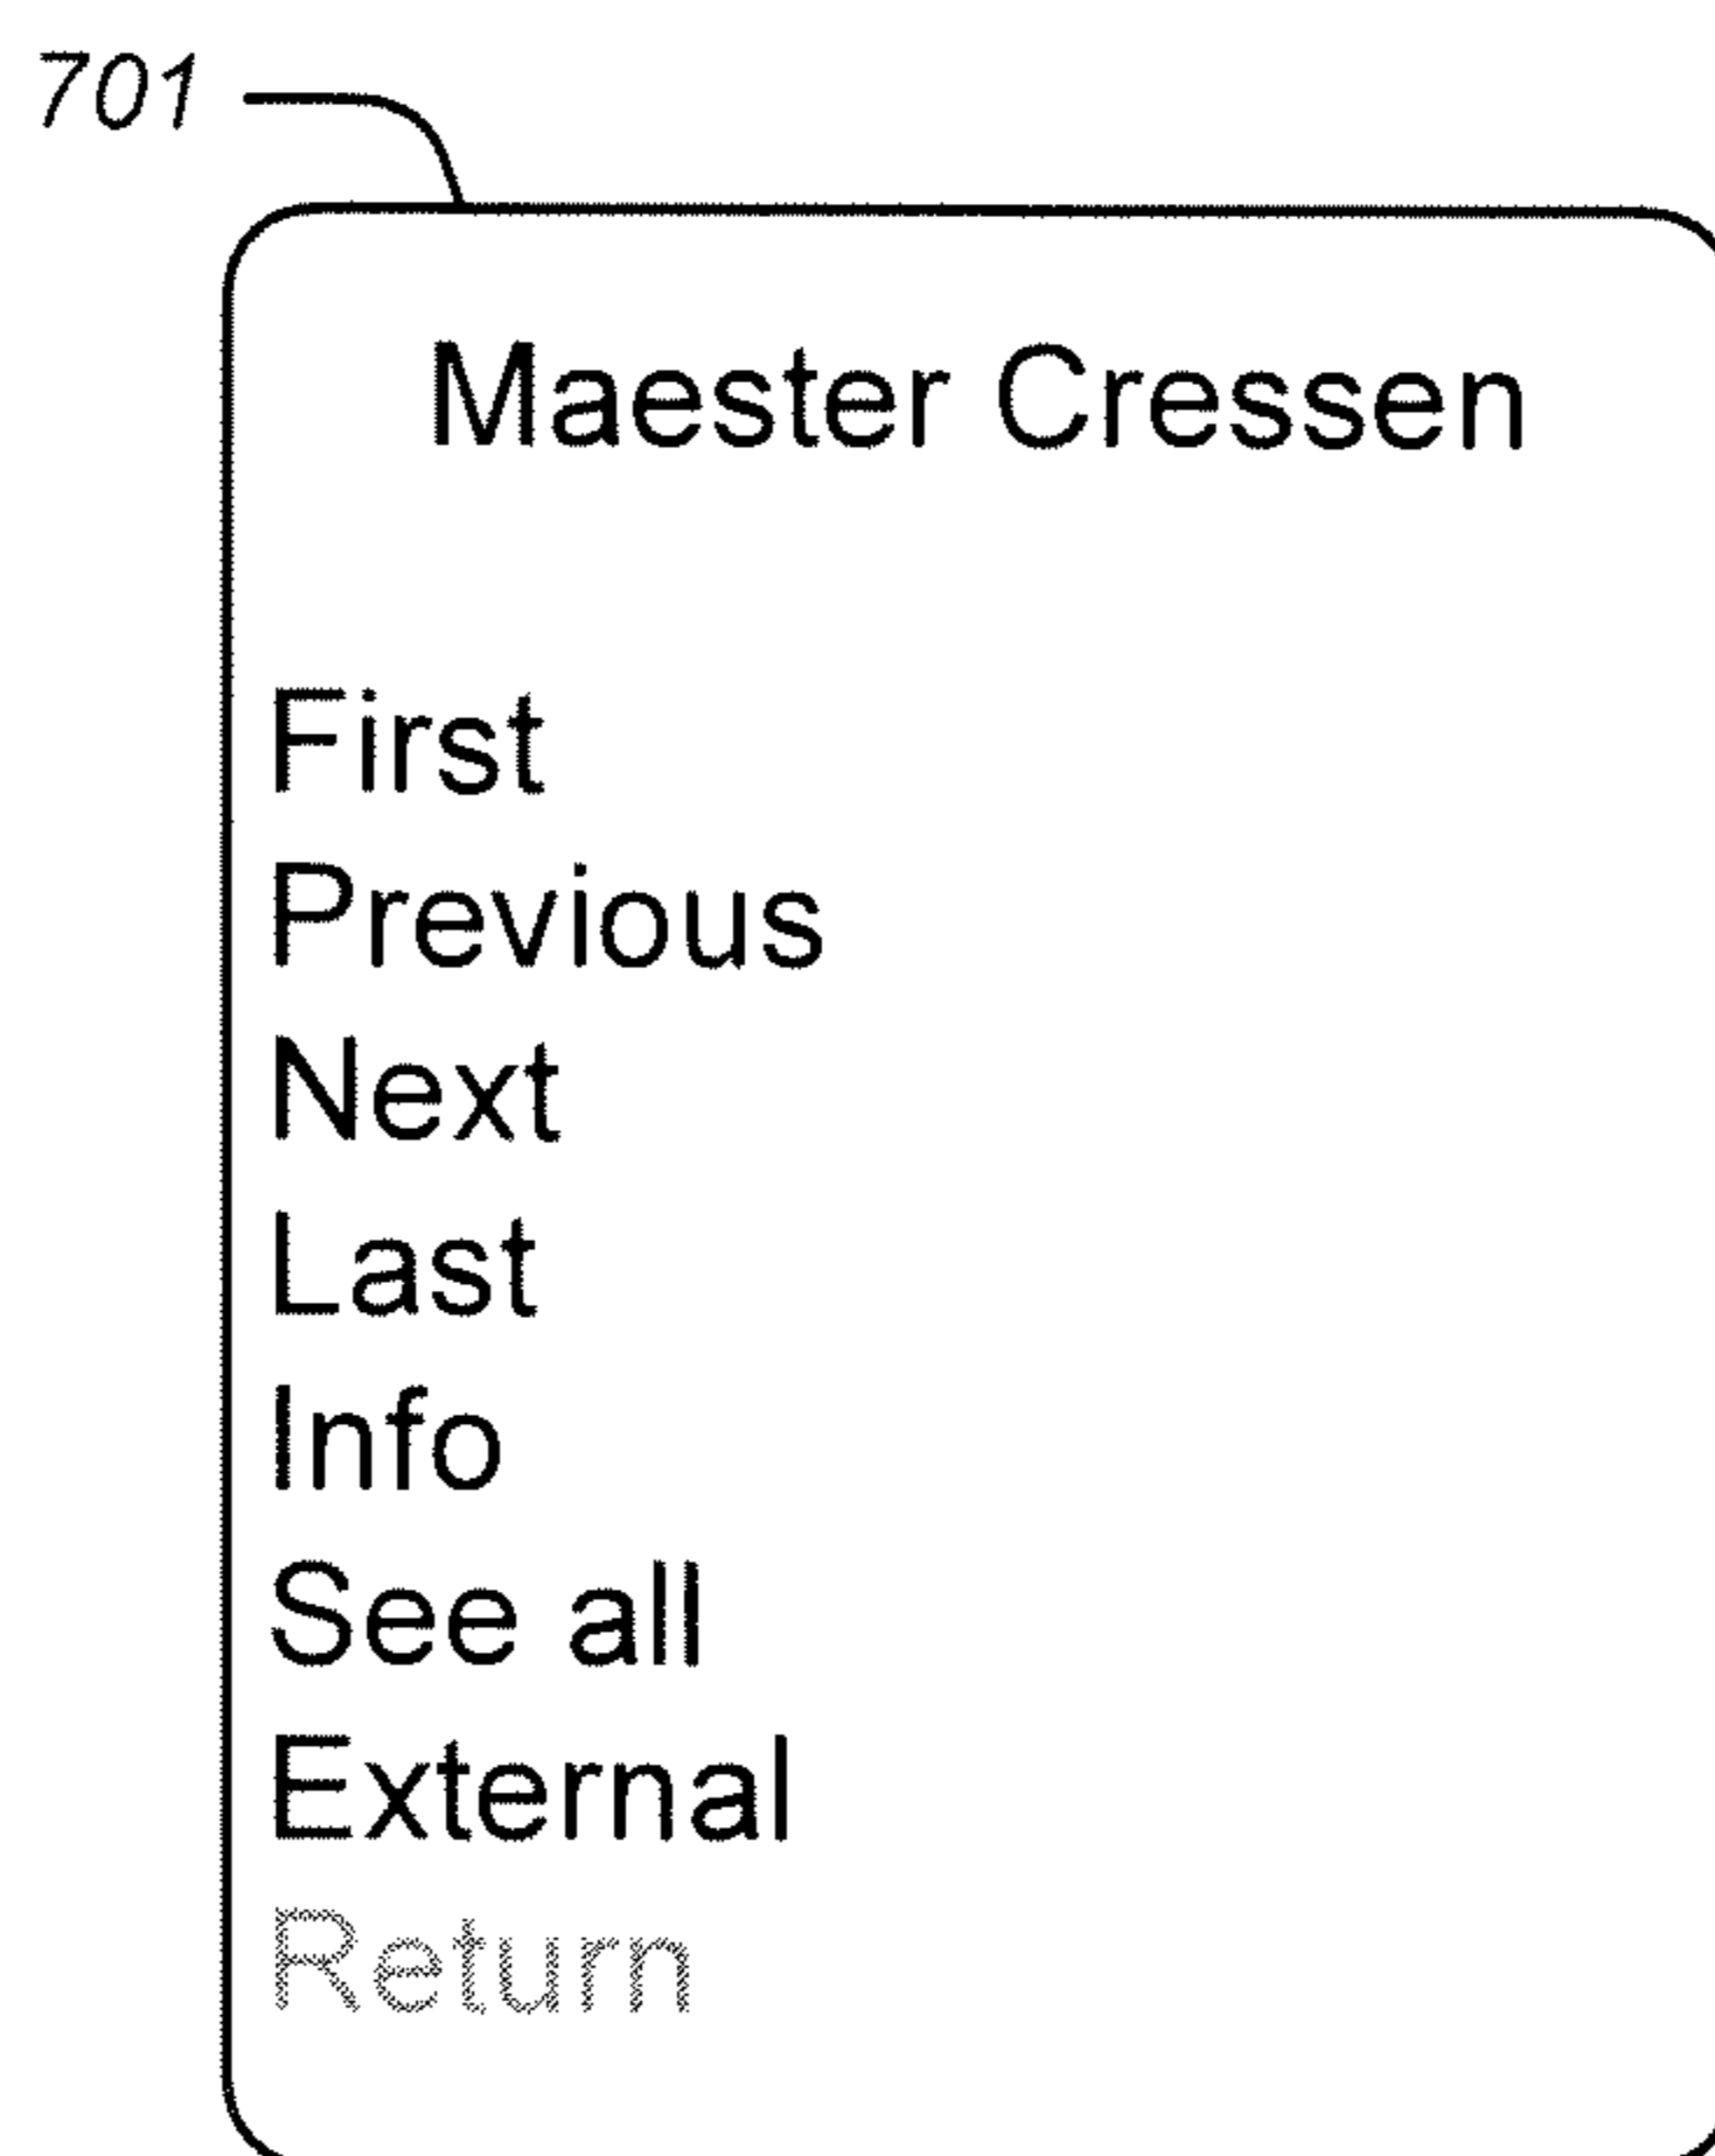 701
Maester Cressen
First
Previous
Next
Last
Info
See all
External
Return